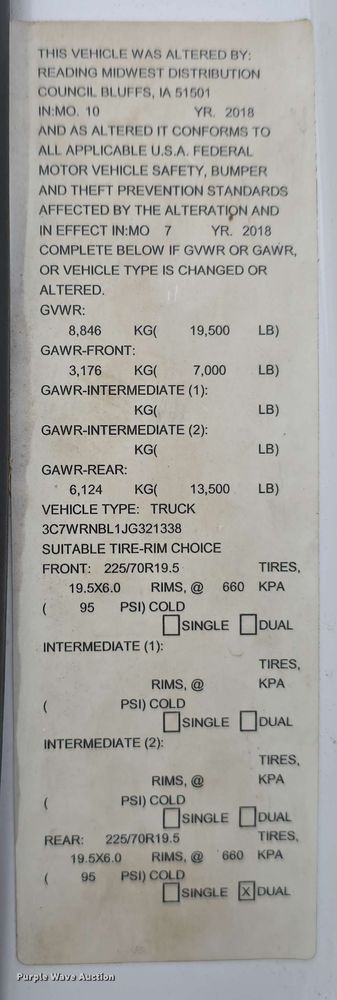 THIS VEHICLE WAS ALTERED BY:
READING MIDWEST DISTRIBUTION
COUNCIL BLUFFS, IA 51501
IN:MO. 10 YR. 2018
AND AS ALTERED IT CONFORMS TO
ALL APPLICABLE U.S.A. FEDERAL
MOTOR VEHICLE SAFETY, BUMPER
AND THEFT PREVENTION STANDARDS
AFFECTED BY THE ALTERATION AND
IN EFFECT IN:MO 7 YR. 2018
COMPLETE BELOW IF GVWR OR GAWR,
OR VEHICLE TYPE IS CHANGED OR
ALTERED.
GVWR:
8,846 KG( 19,500 LB)
GAWR-FRONT:
3,176 KG( 7,000 LB)
GAWR-INTERMEDIATE (1):
KG( LB)
GAWR-INTERMEDIATE (2):
KG( LB)
GAWR-REAR:
6,124 KG( 13,500 LB)
VEHICLE TYPE: TRUCK
3C7WRNBL1JG321338
SUITABLE TIRE-RIM CHOICE
FRONT: 225/70R19.5 TIRES,
19.5X6.0 RIMS, @ 660 KPA
( 95 PSI) COLD
SINGLE DUAL
INTERMEDIATE (1):
TIRES,
RIMS, @ KPA
( PSI) COLD
SINGLE DUAL
INTERMEDIATE (2):
TIRES,
RIMS, @ KPA
( PSI) COLD
SINGLE DUAL
REAR: 225/70R19.5 TIRES,
19.5X6.0 RIMS, @ 660 KPA
( 95 PSI) COLD
SINGLE X DUAL
Purple Wave Auction